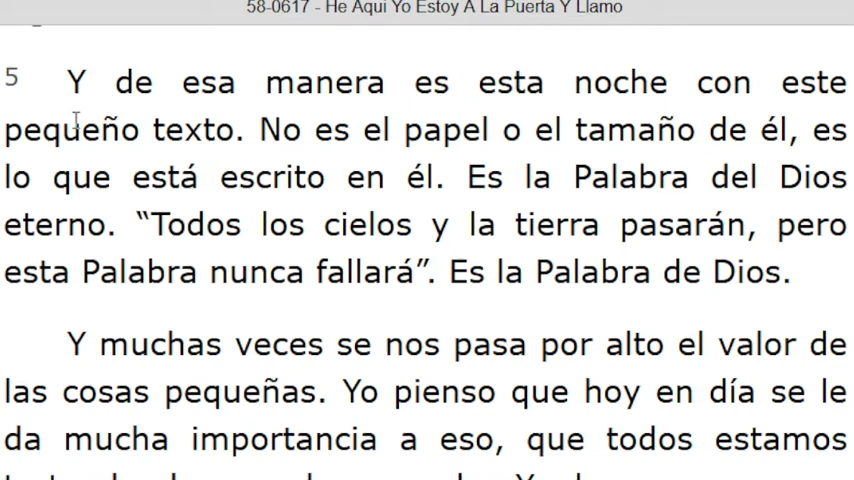 58-0617 - He Aquí Yo Estoy A La Puerta Y Llamo
5 Y de esa manera es esta noche con este
pequeño texto. No es el papel o el tamaño de él, es
lo que está escrito en él. Es la Palabra del Dios
eterno. “Todos los cielos y la tierra pasarán, pero
esta Palabra nunca fallará”. Es la Palabra de Dios.
Y muchas veces se nos pasa por alto el valor de
las cosas pequeñas. Yo pienso que hoy en día se le
da mucha importancia a eso, que todos estamos